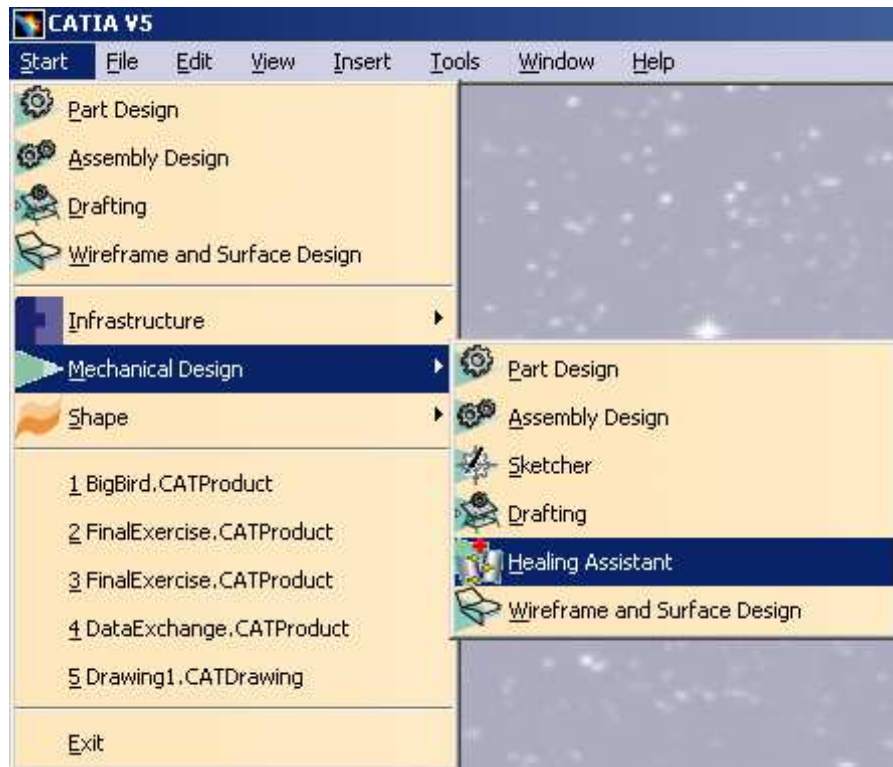 CATIA V5
Start File Edit View Insert Tools Window Help
Part Design
Assembly Design
Drafting
Wireframe and Surface Design
Infrastructure
Mechanical Design
Shape
1 BigBird.CATProduct
2 FinalExercise.CATProduct
3 FinalExercise.CATProduct
4 DataExchange.CATProduct
5 Drawing1.CATDrawing
Exit
Part Design
Assembly Design
Sketcher
Drafting
Healing Assistant
Wireframe and Surface Design